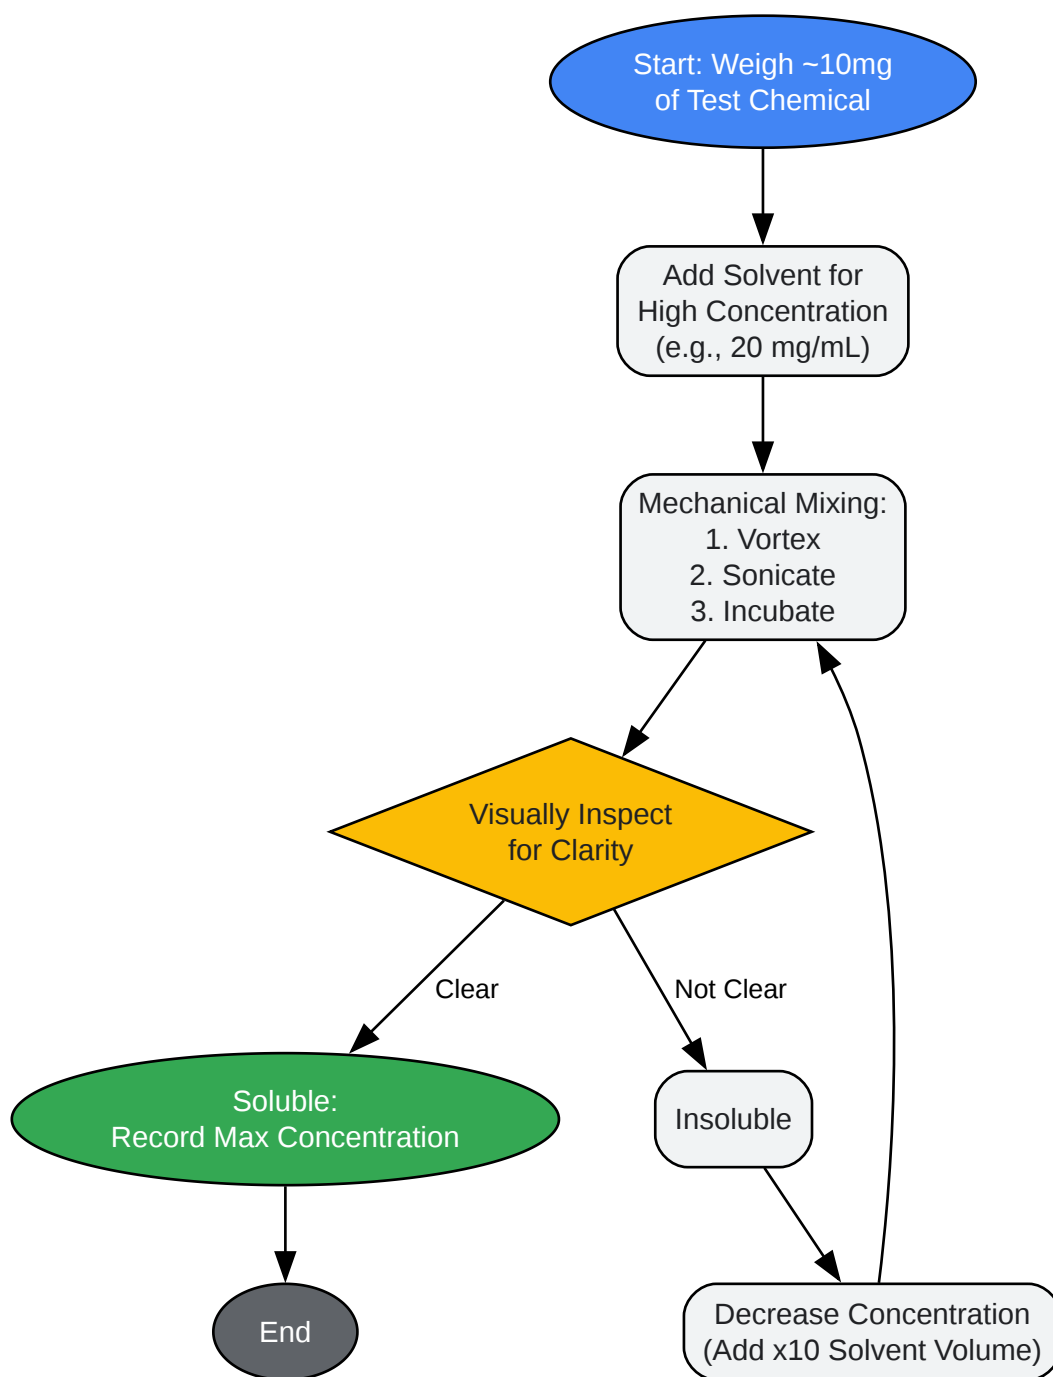 Start: Weigh ~10mg
of Test Chemical
Add Solvent for
High Concentration
(e.g., 20 mg/mL)
Mechanical Mixing:
1. Vortex
2. Sonicate
3. Incubate
Visually Inspect
for Clarity
Clear
Not Clear
Soluble:
Record Max Concentration
Insoluble
End
Decrease Concentration
(Add x10 Solvent Volume)